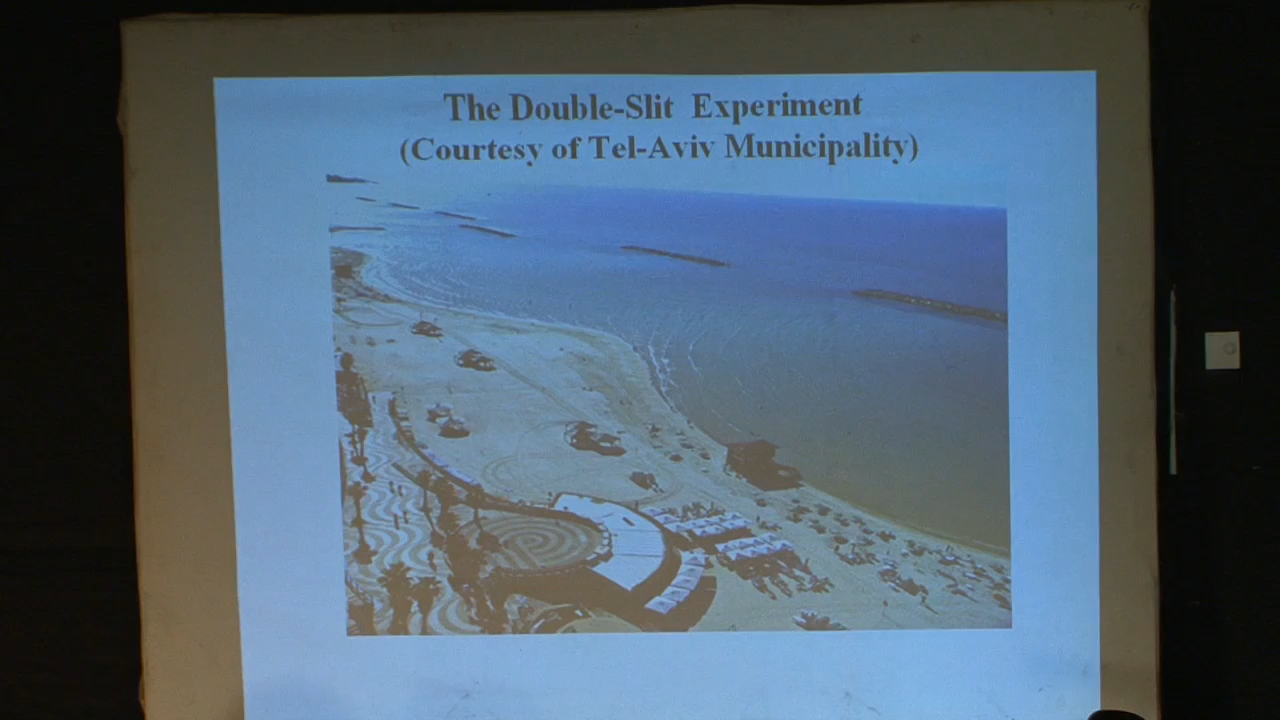 The Double-Slit Experiment
(Courtesy of Tel-Aviv Municipality)